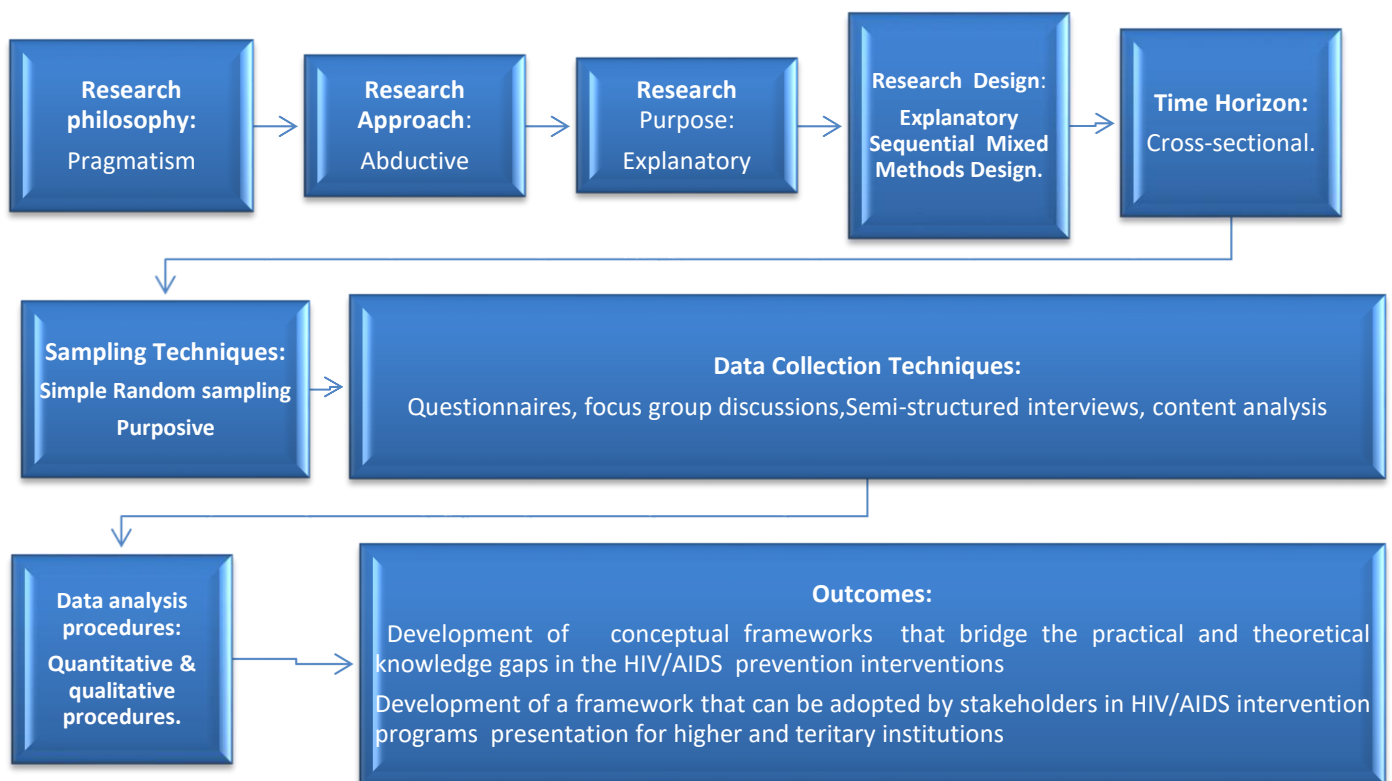 Research
philosophy:
Pragmatism
Research
Approach:
Abductive
Research
Purpose:
Explanatory
Research Design:
Explanatory
Sequential Mixed
Methods Design.
Time Horizon:
Cross-sectional.
Sampling Techniques:
Simple Random sampling
Purposive
Data Collection Techniques:
Questionnaires, focus group discussions,Semi-structured interviews, content analysis
Data analysis
procedures:
Quantitative &
qualitative
procedures.
Outcomes:
Development of conceptual frameworks that bridge the practical and theoretical
knowledge gaps in the HIV/AIDS prevention interventions
Development of a framework that can be adopted by stakeholders in HIV/AIDS intervention
programs presentation for higher and teritary institutions